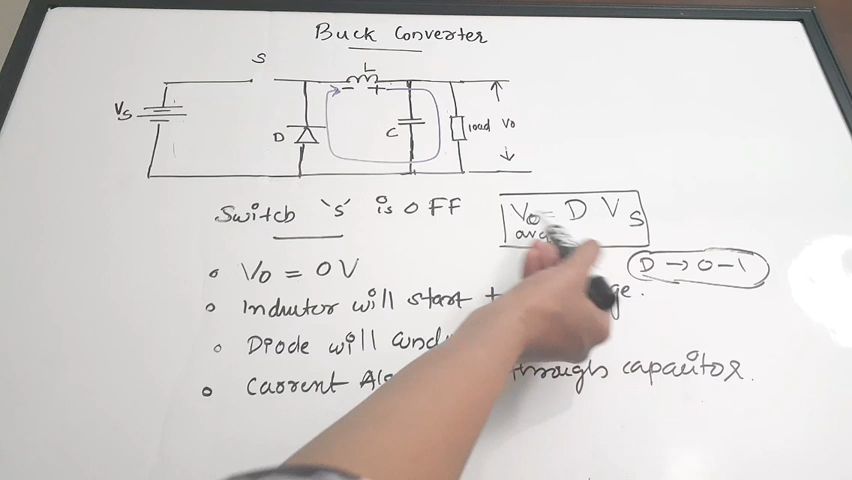 Buck Converter
S
L
Vs
- +
D
C
load Vo
Switch 's' is OFF
Vo = D Vs
avg
D → 0-1
• Vo = 0V
• Inductor will start
• Diode will
• Current through capacitor.